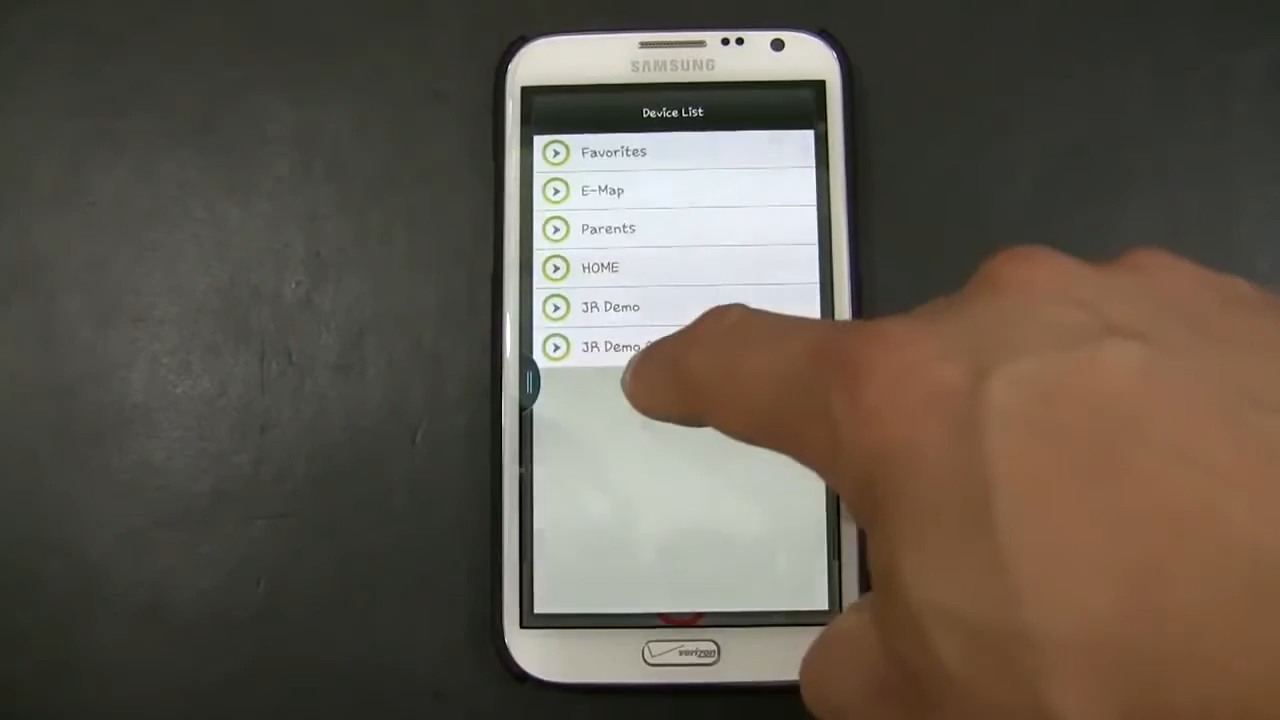 SAMSUNG
Device List
Favorites
E-Map
Parents
HOME
JR Demo
JR Demo
verizon